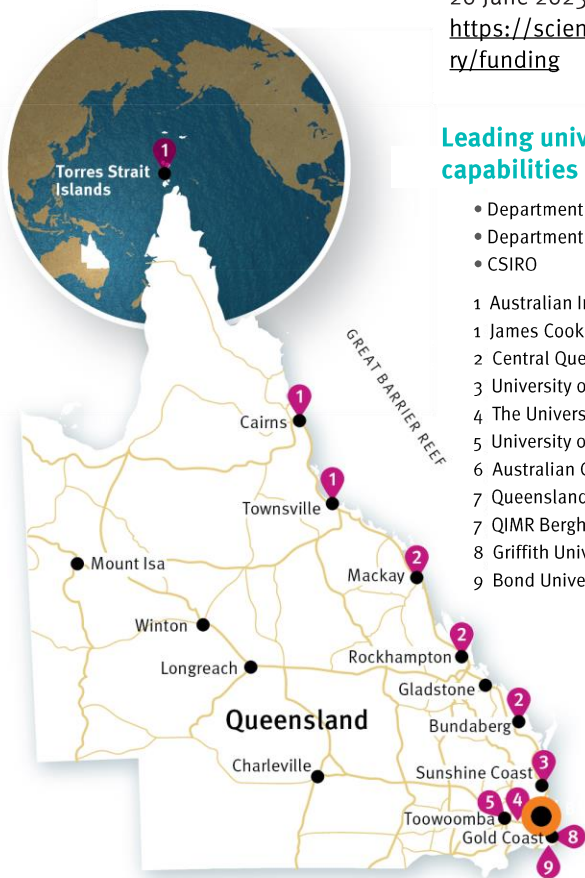 20 June 2023
https://scien
ry/funding
Leading univ
capabilities
• Department
• Department
• CSIRO
1 Australian In
1 James Cook
2 Central Que
3 University o
4 The Univers
5 University o
6 Australian C
7 Queensland
7 QIMR Bergh
8 Griffith Univ
9 Bond Unive
1
Torres Strait
Islands
GREAT BARRIER REEF
1
Cairns
1
Townsville
Mount Isa
2
Mackay
Winton
2
Rockhampton
Longreach
Gladstone
2
Queensland
Bundaberg
Charleville
Sunshine Coast
3
5
4
Toowoomba
Gold Coast
8
9